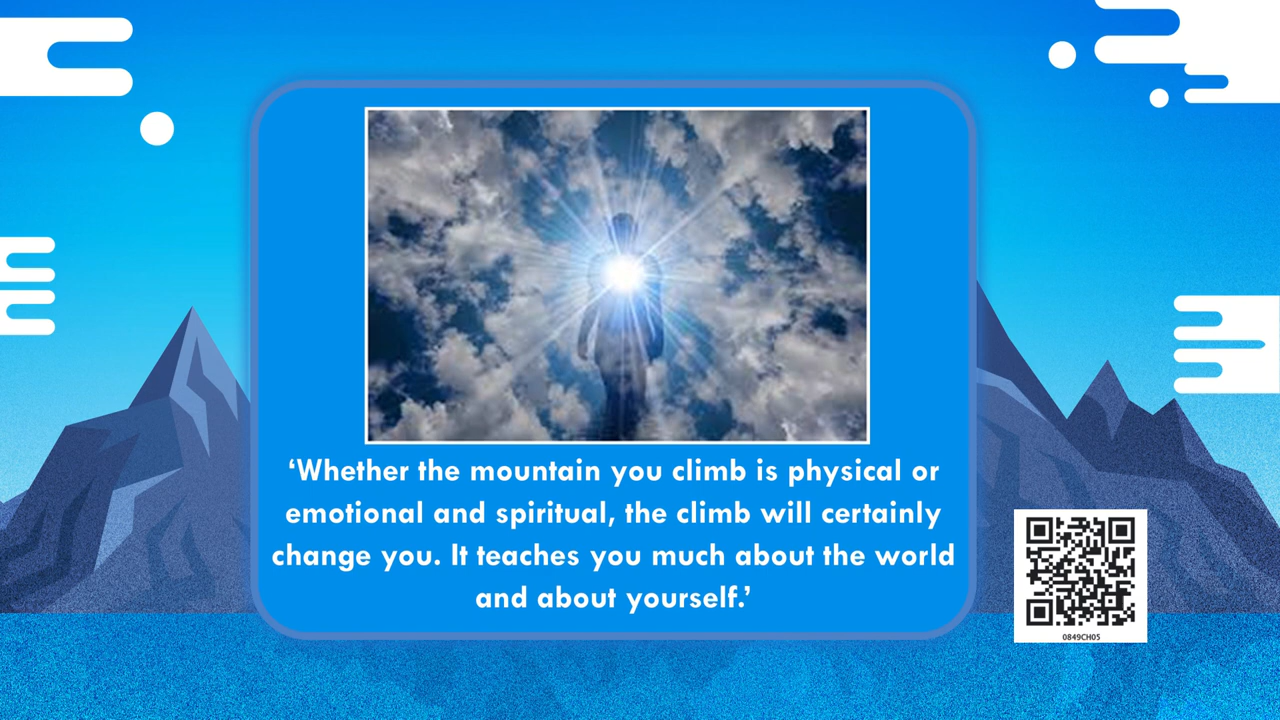 ‘Whether the mountain you climb is physical or
emotional and spiritual, the climb will certainly
change you. It teaches you much about the world
and about yourself.’
0849CH05